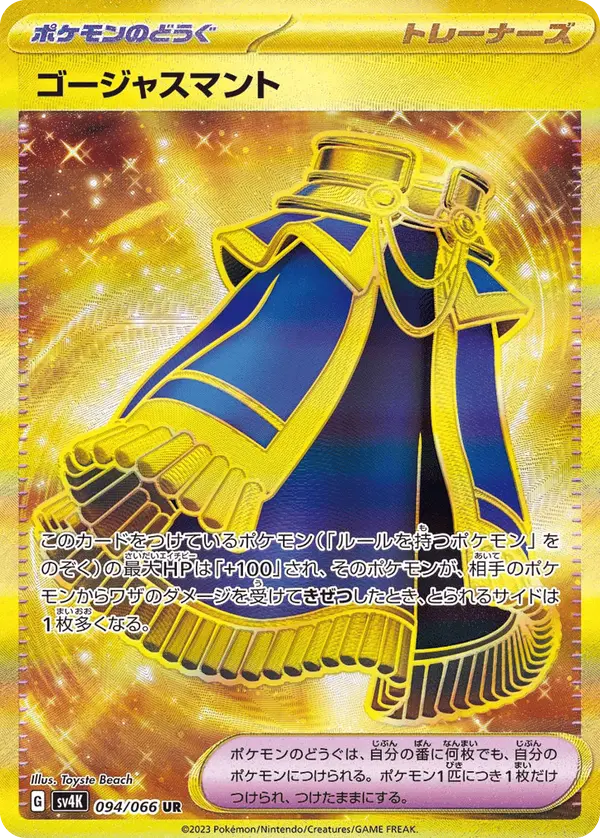 ポケモンのどうぐ
トレーナーズ
ゴージャスマント
このカードをつけているポケモン(「ルールを持つポケモン」を
のぞく)の最大HPは「+100」され、そのポケモンが、相手のポケ
モンからワザのダメージを受けてきぜつしたとき、とられるサイドは
1枚多くなる。
ポケモンのどうぐは、自分の番に何枚でも、自分の
ポケモンにつけられる。ポケモン1匹につき1枚だけ
つけられ、つけたままにする。
Illus. Toyste Beach
G sv4K 094/066 UR
©2023 Pokémon/Nintendo/Creatures/GAME FREAK.